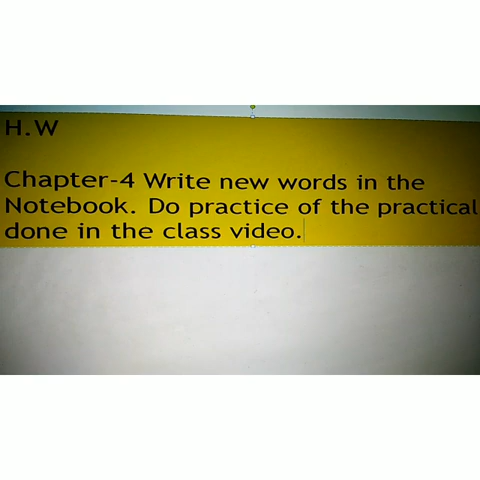 H.W
Chapter-4 Write new words in the
Notebook. Do practice of the practical
done in the class video.